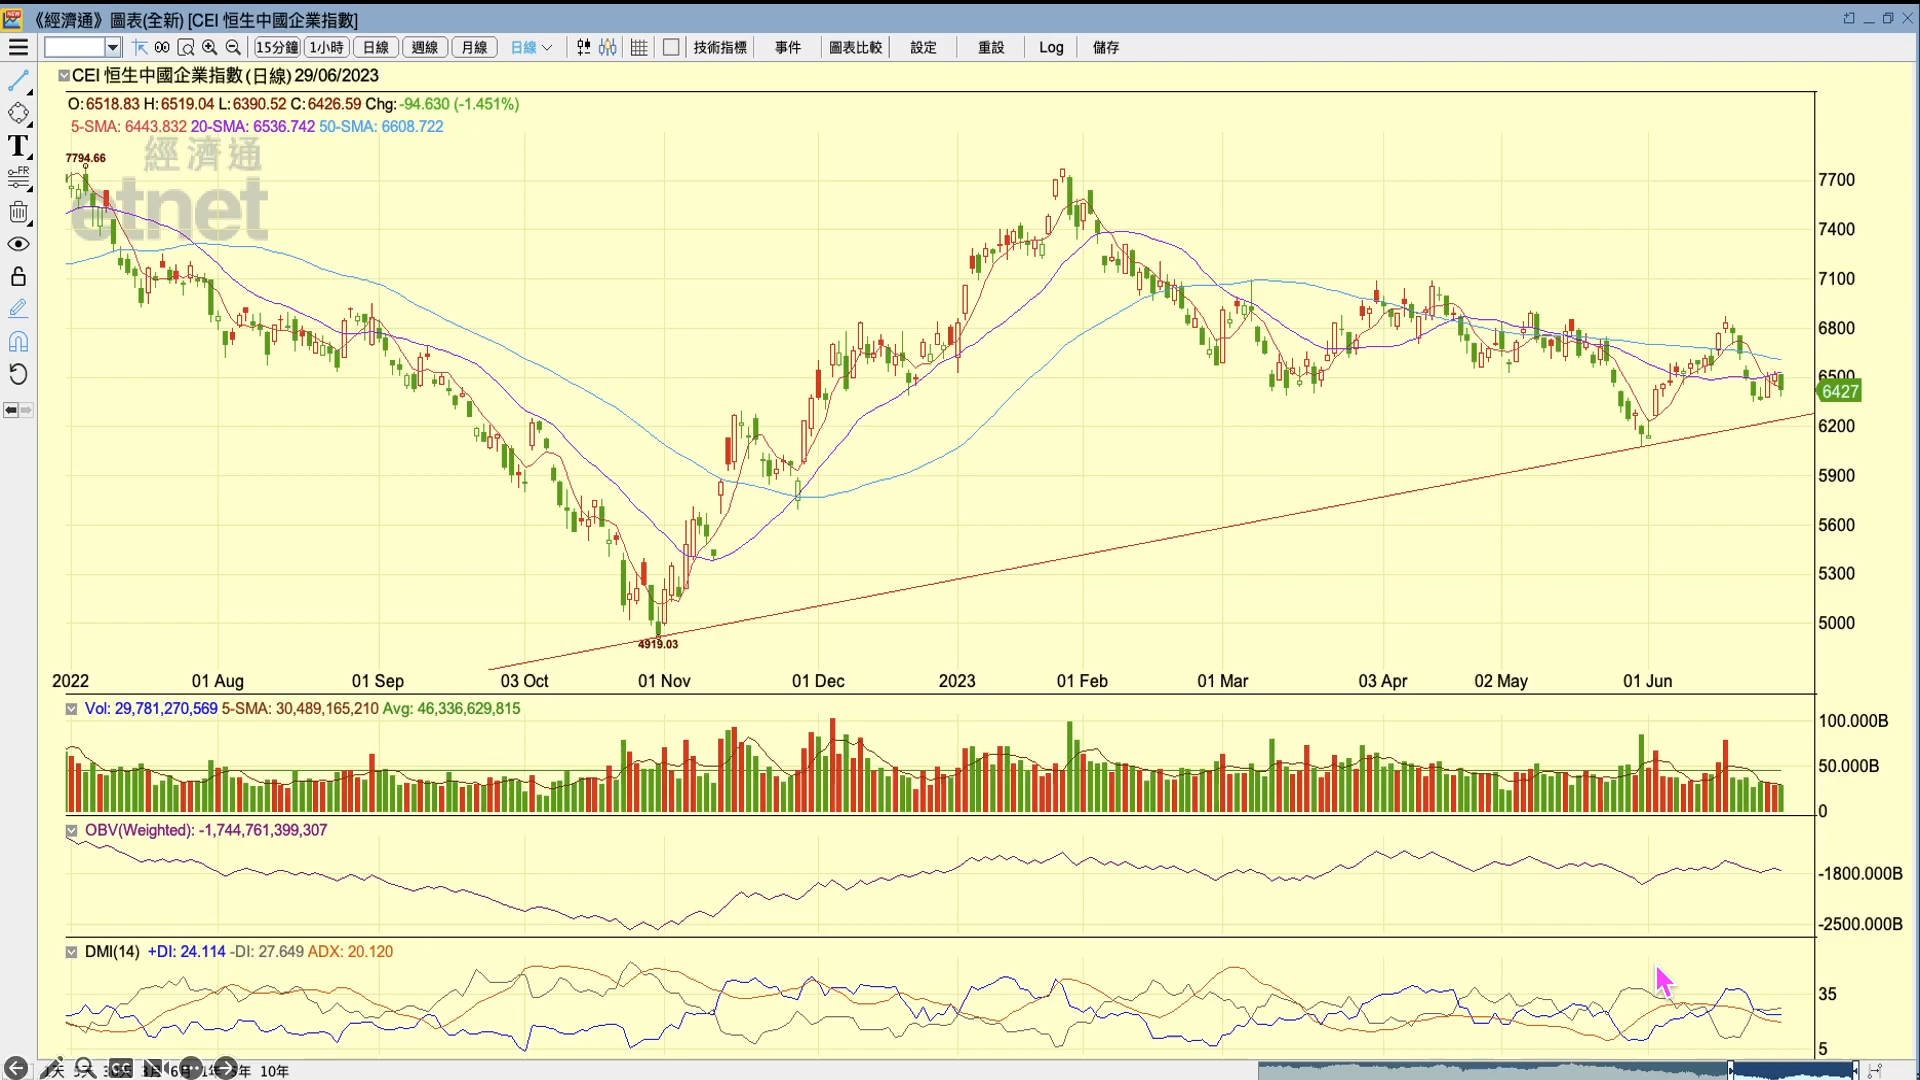 《經濟通》圖表(全新) [CEI 恒生中國企業指數]
15分鐘 1小時 日線 週線 月線 日線 技術指標 事件 圖表比較 設定 重設 Log 儲存
CEI 恒生中國企業指數 (日線) 29/06/2023
O:6518.83 H:6519.04 L:6390.52 C:6426.59 Chg:-94.630 (-1.451%)
5-SMA: 6443.832 20-SMA: 6536.742 50-SMA: 6608.722
T
FR
經濟通
etnet
7794.66
4919.03
7700
7400
7100
6800
6500
6427
6200
5900
5600
5300
5000
2022 01 Aug 01 Sep 03 Oct 01 Nov 01 Dec 2023 01 Feb 01 Mar 03 Apr 02 May 01 Jun
Vol: 29,781,270,569 5-SMA: 30,489,165,210 Avg: 46,336,629,815
100.000B
50.000B
0
OBV(Weighted): -1,744,761,399,307
-1800.000B
-2500.000B
DMI(14) +DI: 24.114 -DI: 27.649 ADX: 20.120
35
5
10年